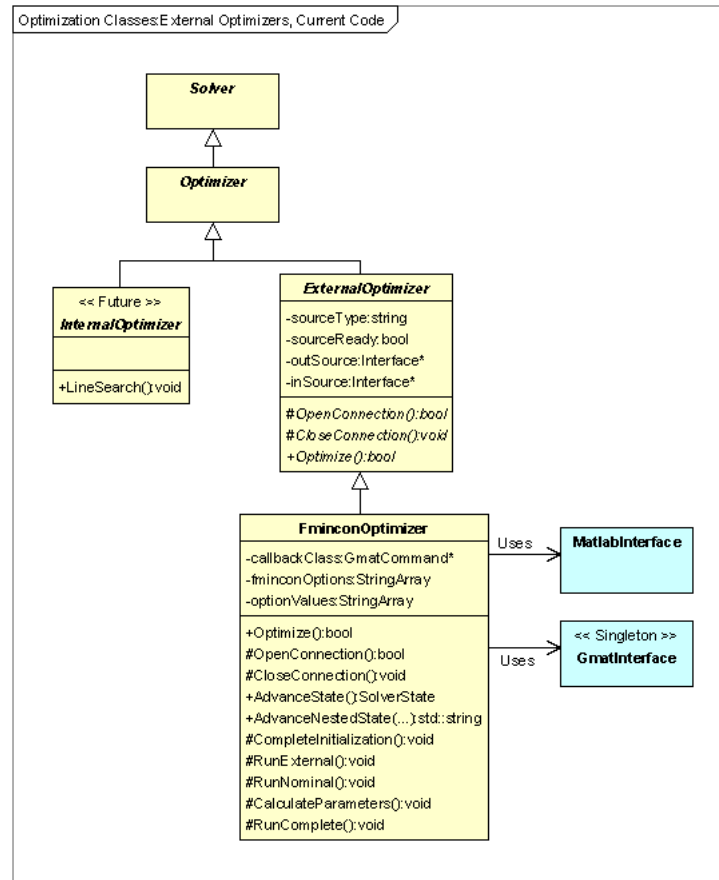 Optimization Classes:External Optimizers, Current Code
Solver
Optimizer
<< Future >>
InternalOptimizer
+LineSearch():void
ExternalOptimizer
-sourceType:string
-sourceReady:bool
-outSource:Interface*
-inSource:Interface*
#OpenConnection():bool
#CloseConnection():void
+Optimize():bool
FminconOptimizer
-callbackClass:GmatCommand*
-fminconOptions:StringArray
-optionValues:StringArray
+Optimize():bool
#OpenConnection():bool
#CloseConnection():void
+AdvanceState():SolverState
+AdvanceNestedState(...):std::string
#CompleteInitialization():void
#RunExternal():void
#RunNominal():void
#CalculateParameters():void
#RunComplete():void
Uses
MatlabInterface
Uses
<< Singleton >>
GmatInterface